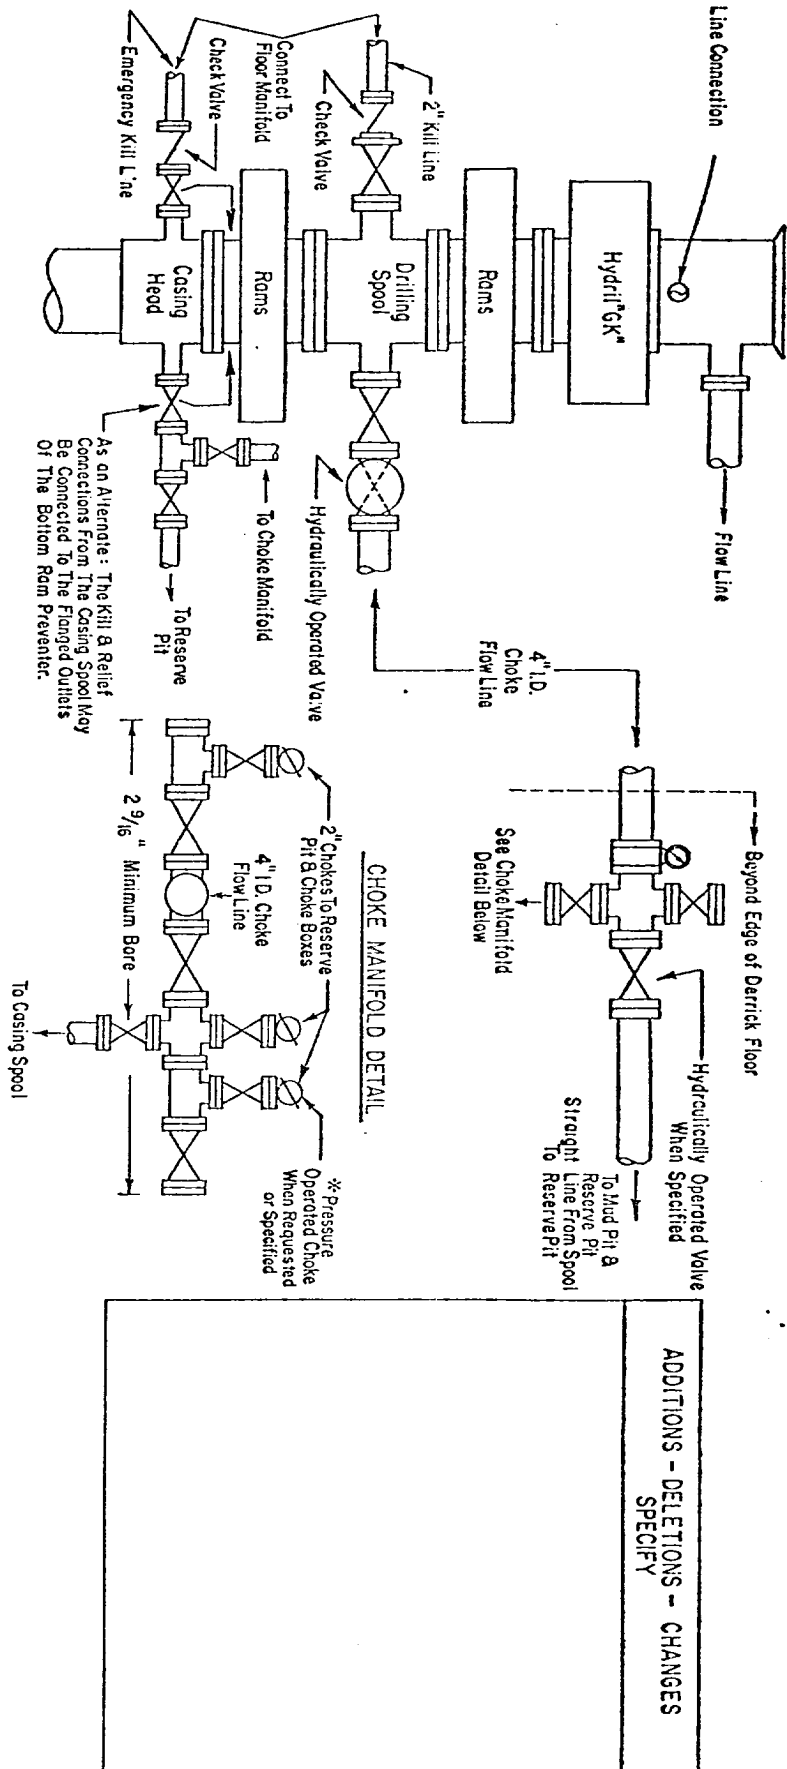 Line Connection
Flow Line
Hydril "GK"
Rams
2" Kill Line
Check Valve
Drilling
Spool
Hydraulically Operated Valve
4" I.D.
Choke
Flow Line
Connect To
Floor Manifold
Rams
Check Valve
Emergency Kill Line
Casing
Head
To Choke Manifold
To Reserve
Pit
As an Alternate: The Kill & Relief
Connections From The Casing Spool May
Be Connected To The Flanged Outlets
Of The Bottom Ram Preventer.
Beyond Edge of Derrick Floor
See Choke Manifold
Detail Below
Hydraulically Operated Valve
When Specified
To Mud Pit &
Reserve Pit
Straight Line From Spool
To Reserve Pit
CHOKE MANIFOLD DETAIL
2" Chokes To Reserve
Pit & Choke Boxes
4" I.D. Choke
Flow Line
*Pressure
Operated Choke
When Requested
or Specified
2 9/16" Minimum Bore
To Casing Spool
ADDITIONS - DELETIONS - CHANGES
SPECIFY